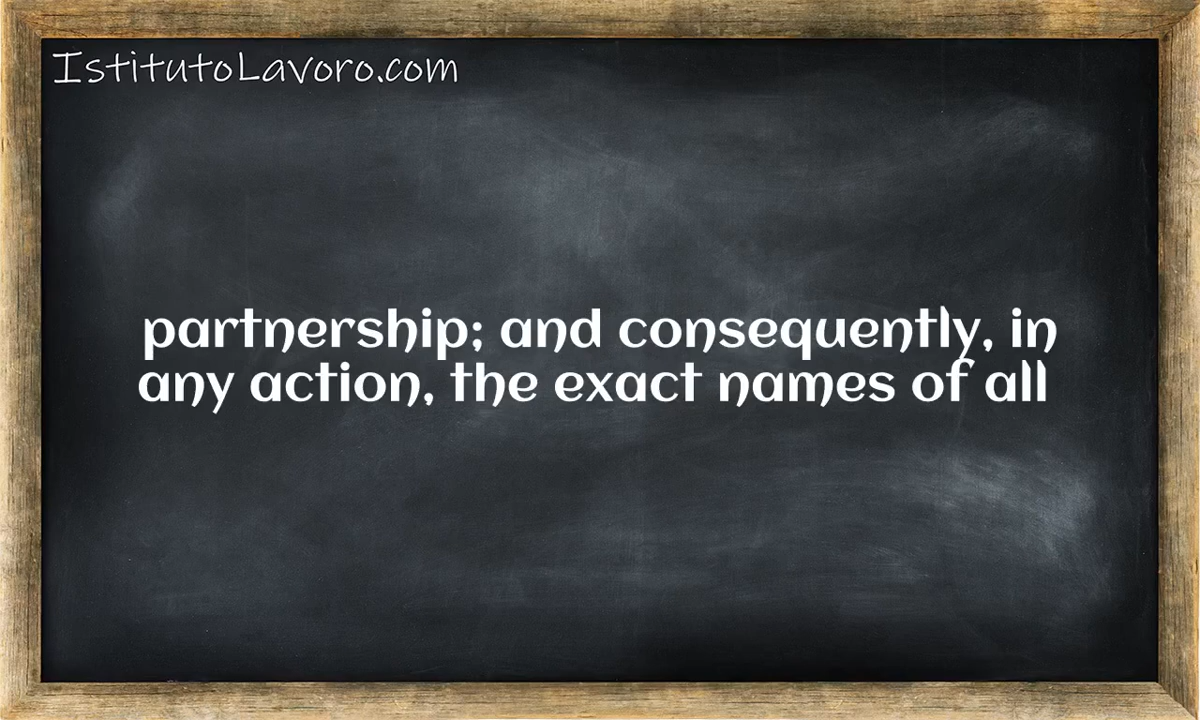 IstitutoLavoro.com
partnership; and consequently, in
any action, the exact names of all